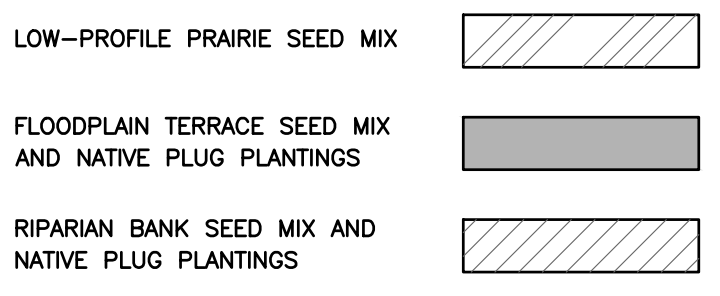 LOW-PROFILE PRAIRIE SEED MIX
FLOODPLAIN TERRACE SEED MIX
AND NATIVE PLUG PLANTINGS
RIPARIAN BANK SEED MIX AND
NATIVE PLUG PLANTINGS